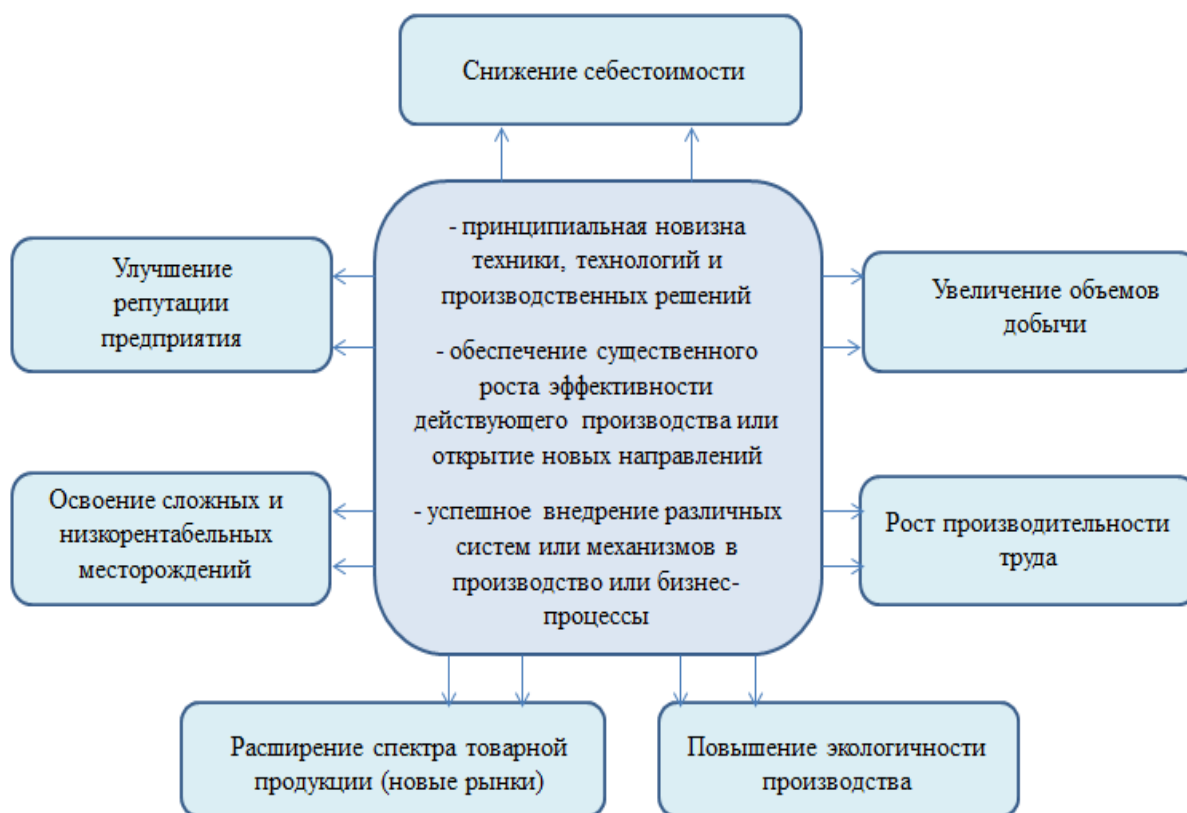 Снижение себестоимости
- принципиальная новизна
техники, технологий и
производственных решений
- обеспечение существенного
роста эффективности
действующего производства или
открытие новых направлений
- успешное внедрение различных
систем или механизмов в
производство или бизнес-
процессы
Улучшение
репутации
предприятия
Увеличение объемов
добычи
Освоение сложных и
низкорентабельных
месторождений
Рост производительности
труда
Расширение спектра товарной
продукции (новые рынки)
Повышение экологичности
производства